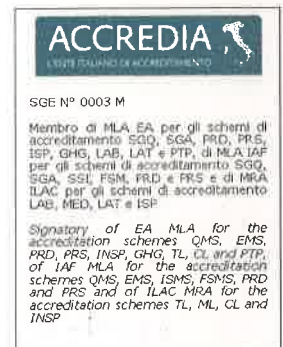 ACCREDIA
L'ENTE ITALIANO DI ACCREDITAMENTO
SGE N° 0003 M
Membro di MLA EA per gli schemi di
accreditamento SGQ, SGA, PRD, PRS,
ISP, GHG, LAB, LAT e PTP, di MLA IAF
per gli schemi di accreditamento SGQ,
SGA, SSI, FSM, PRD e PRS e di MRA
ILAC per gli schemi di accreditamento
LAB, MED, LAT e ISP
Signatory of EA MLA for the
accreditation schemes QMS, EMS,
PRD, PRS, INSP, GHG, TL, CL and PTP,
of IAF MLA for the accreditation
schemes QMS, EMS, ISMS, FSMS, PRD
and PRS and of ILAC MRA for the
accreditation schemes TL, ML, CL and
INSP